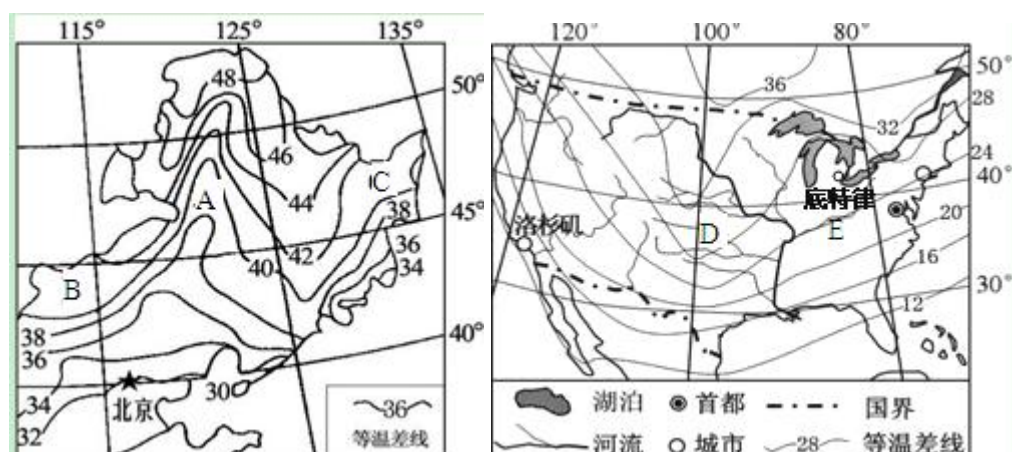 115° 125° 135°
48
50°
46
A
C
44
38
45°
36
40 42
34
B
38
36
40°
30
34
北京
32
36
等温差线
120° 100° 80°
50°
36
28
32
24
40°
底特律
20
洛杉矶
D
E
16
30°
12
湖泊 首都 国界
河流 城市 28 等温差线